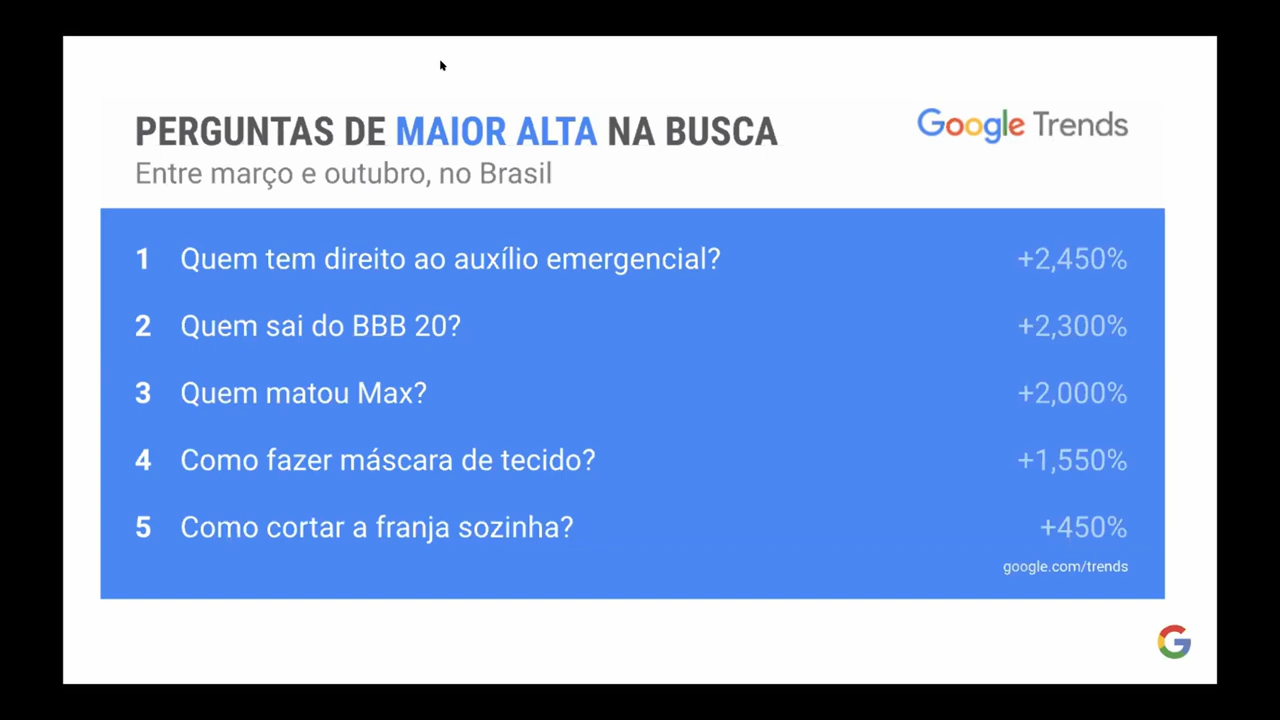 PERGUNTAS DE MAIOR ALTA NA BUSCA
Google Trends
Entre março e outubro, no Brasil
1 Quem tem direito ao auxílio emergencial? +2,450%
2 Quem sai do BBB 20? +2,300%
3 Quem matou Max? +2,000%
4 Como fazer máscara de tecido? +1,550%
5 Como cortar a franja sozinha? +450%
google.com/trends
G